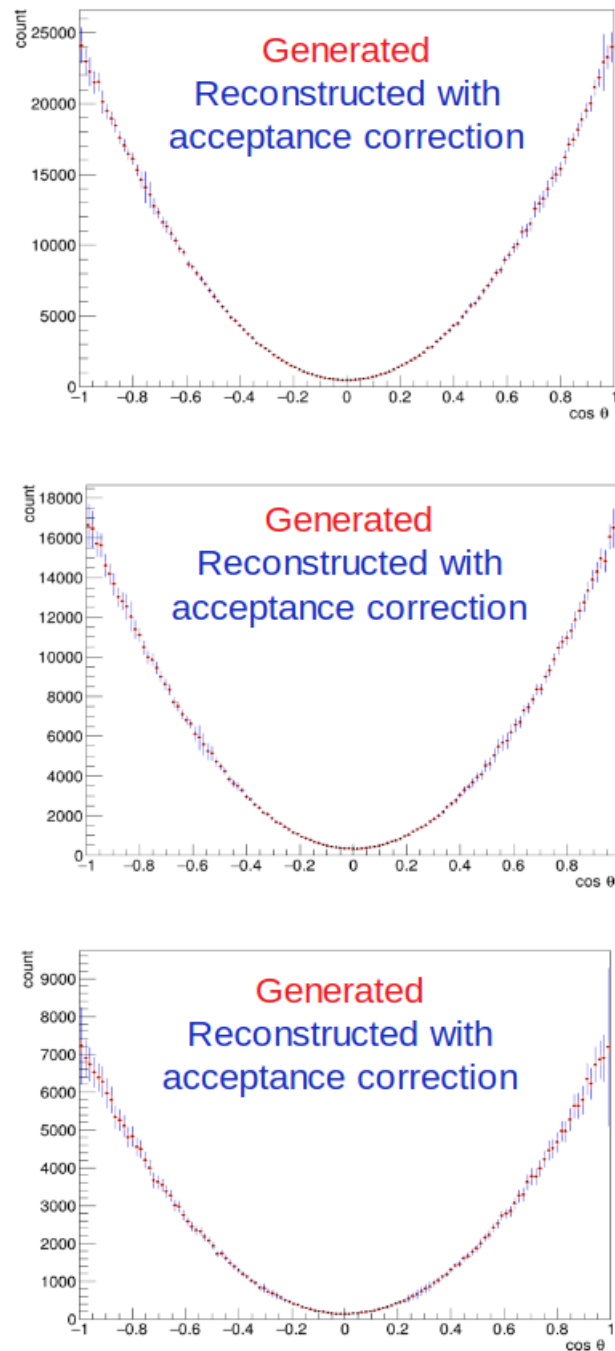 count
25000
Generated
Reconstructed with
acceptance correction
20000
15000
10000
5000
0
−1 −0.8 −0.6 −0.4 −0.2 0 0.2 0.4 0.6 0.8 1
cos θ
count
18000
Generated
16000
Reconstructed with
14000
acceptance correction
12000
10000
8000
6000
4000
2000
0
−1 −0.8 −0.6 −0.4 −0.2 0 0.2 0.4 0.6 0.8
cos θ
count
9000
Generated
8000
Reconstructed with
7000
acceptance correction
6000
5000
4000
3000
2000
1000
0
−1 −0.8 −0.6 −0.4 −0.2 0 0.2 0.4 0.6 0.8 1
cos θ